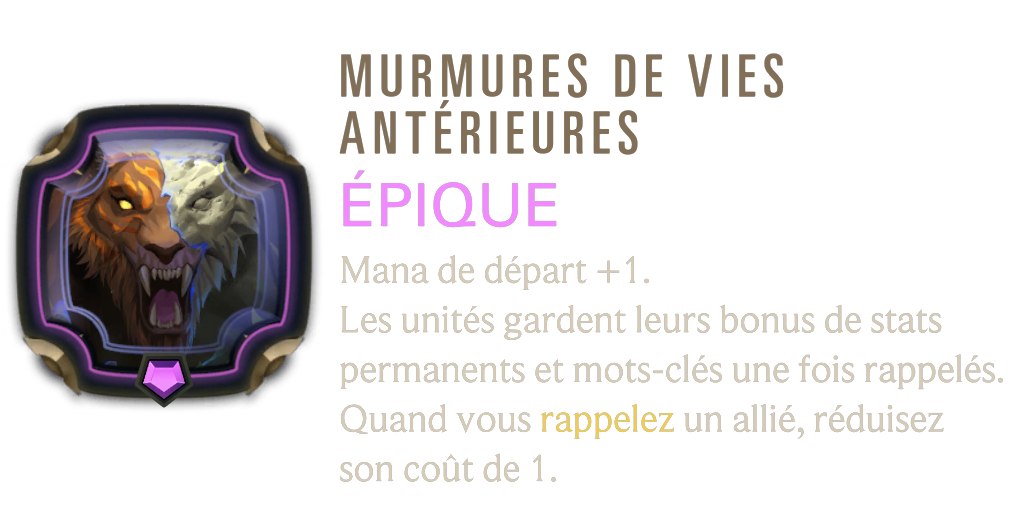 MURMURES DE VIES
ANTÉRIEURES
ÉPIQUE
Mana de départ +1.
Les unités gardent leurs bonus de stats
permanents et mots-clés une fois rappelés.
Quand vous rappelez un allié, réduisez
son coût de 1.